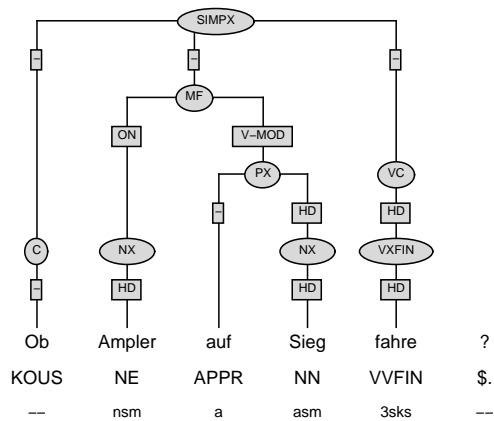 SIMPX
– – –
MF
ON V–MOD
PX VC
– HD HD
C NX NX VXFIN
– HD HD HD
Ob Ampler auf Sieg fahre ?
KOUS NE APPR NN VVFIN $.
–– nsm a asm 3sks ––